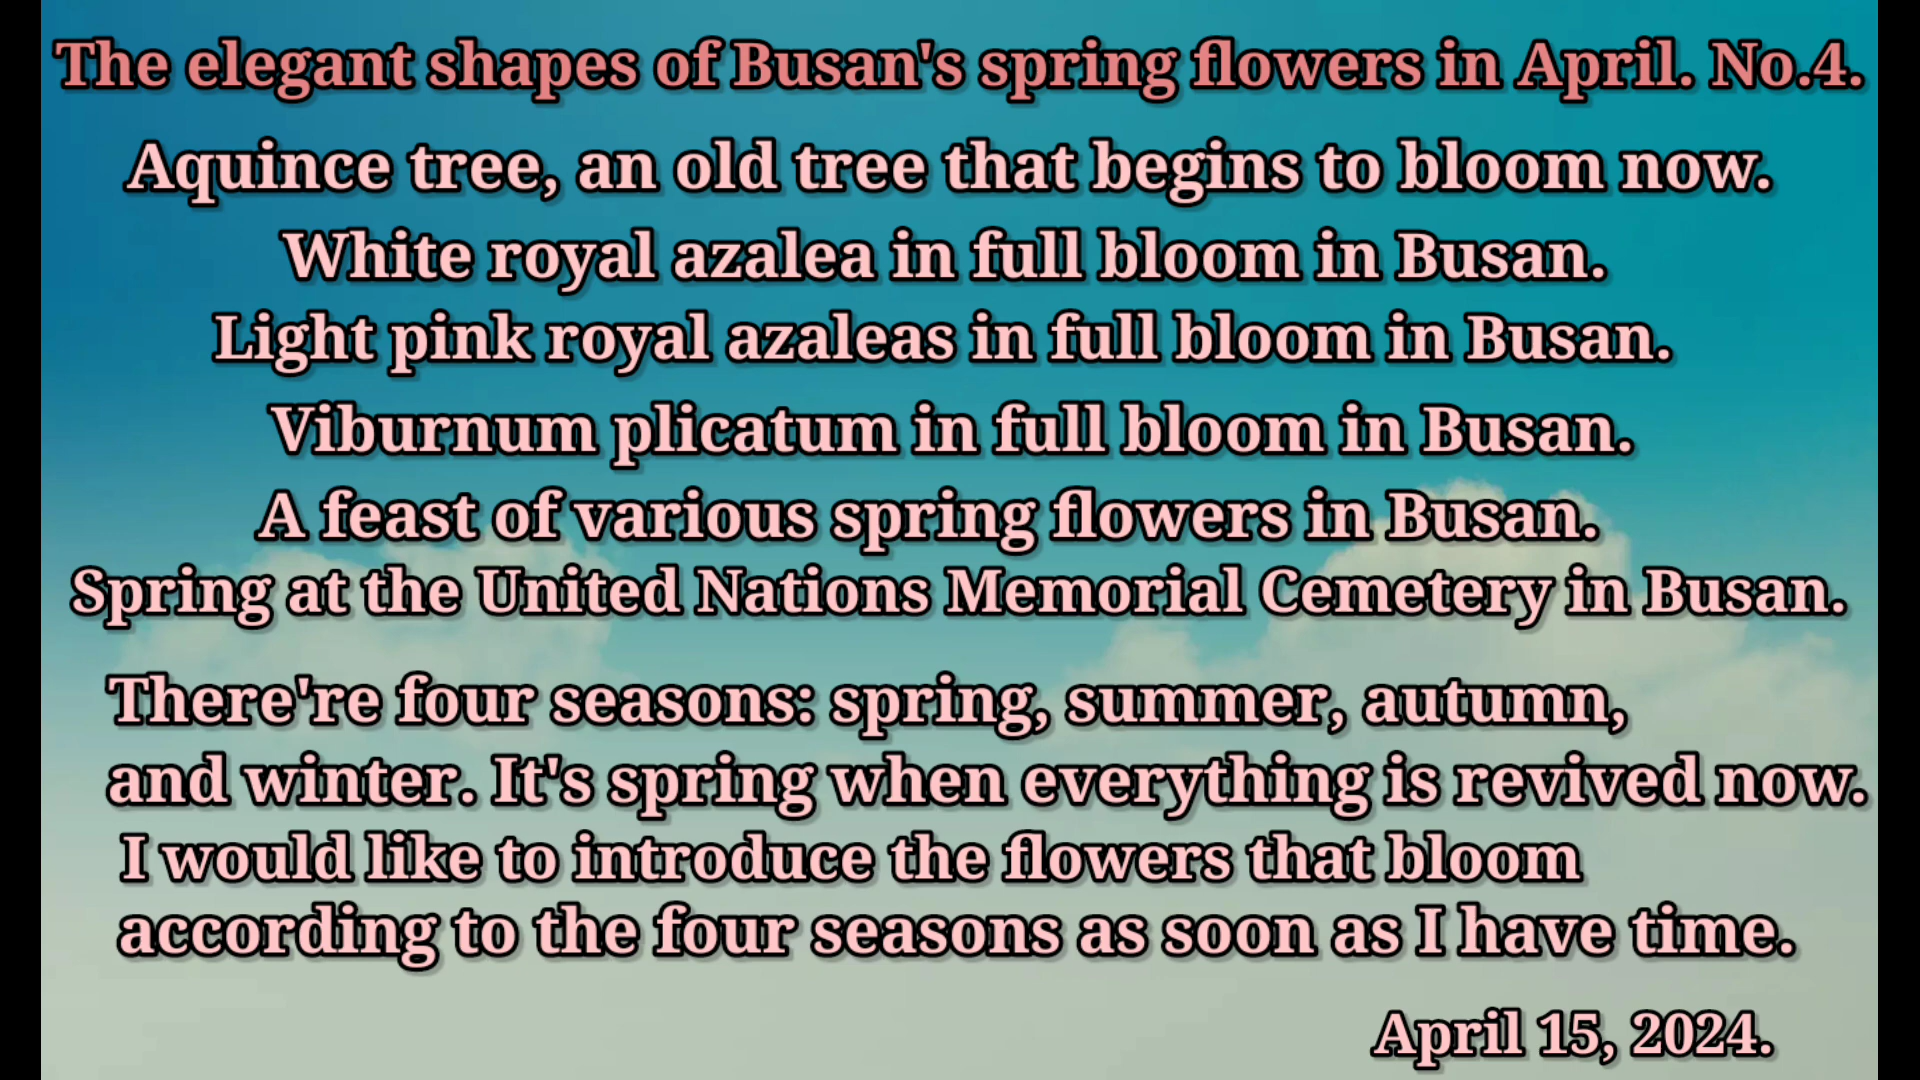 The elegant shapes of Busan's spring flowers in April. No.4.
Aquince tree, an old tree that begins to bloom now.
White royal azalea in full bloom in Busan.
Light pink royal azaleas in full bloom in Busan.
Viburnum plicatum in full bloom in Busan.
A feast of various spring flowers in Busan.
Spring at the United Nations Memorial Cemetery in Busan.
There're four seasons: spring, summer, autumn,
and winter. It's spring when everything is revived now.
I would like to introduce the flowers that bloom
according to the four seasons as soon as I have time.
April 15, 2024.